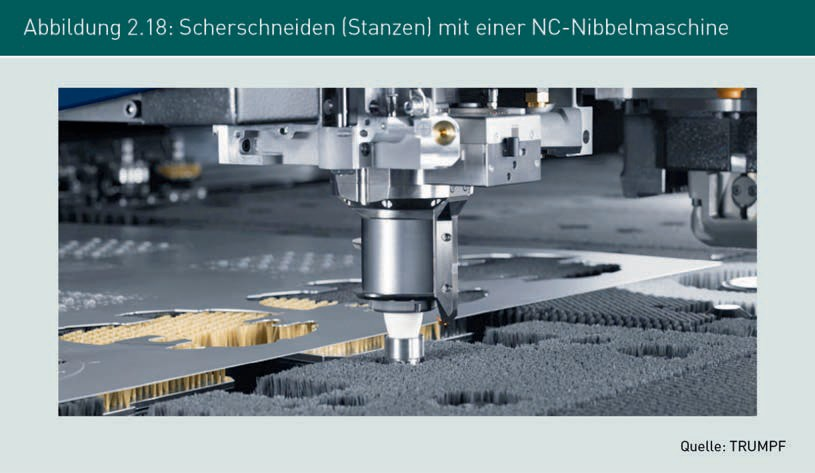 Abbildung 2.18: Scherschneiden (Stanzen) mit einer NC-Nibbelmaschine
Quelle: TRUMPF